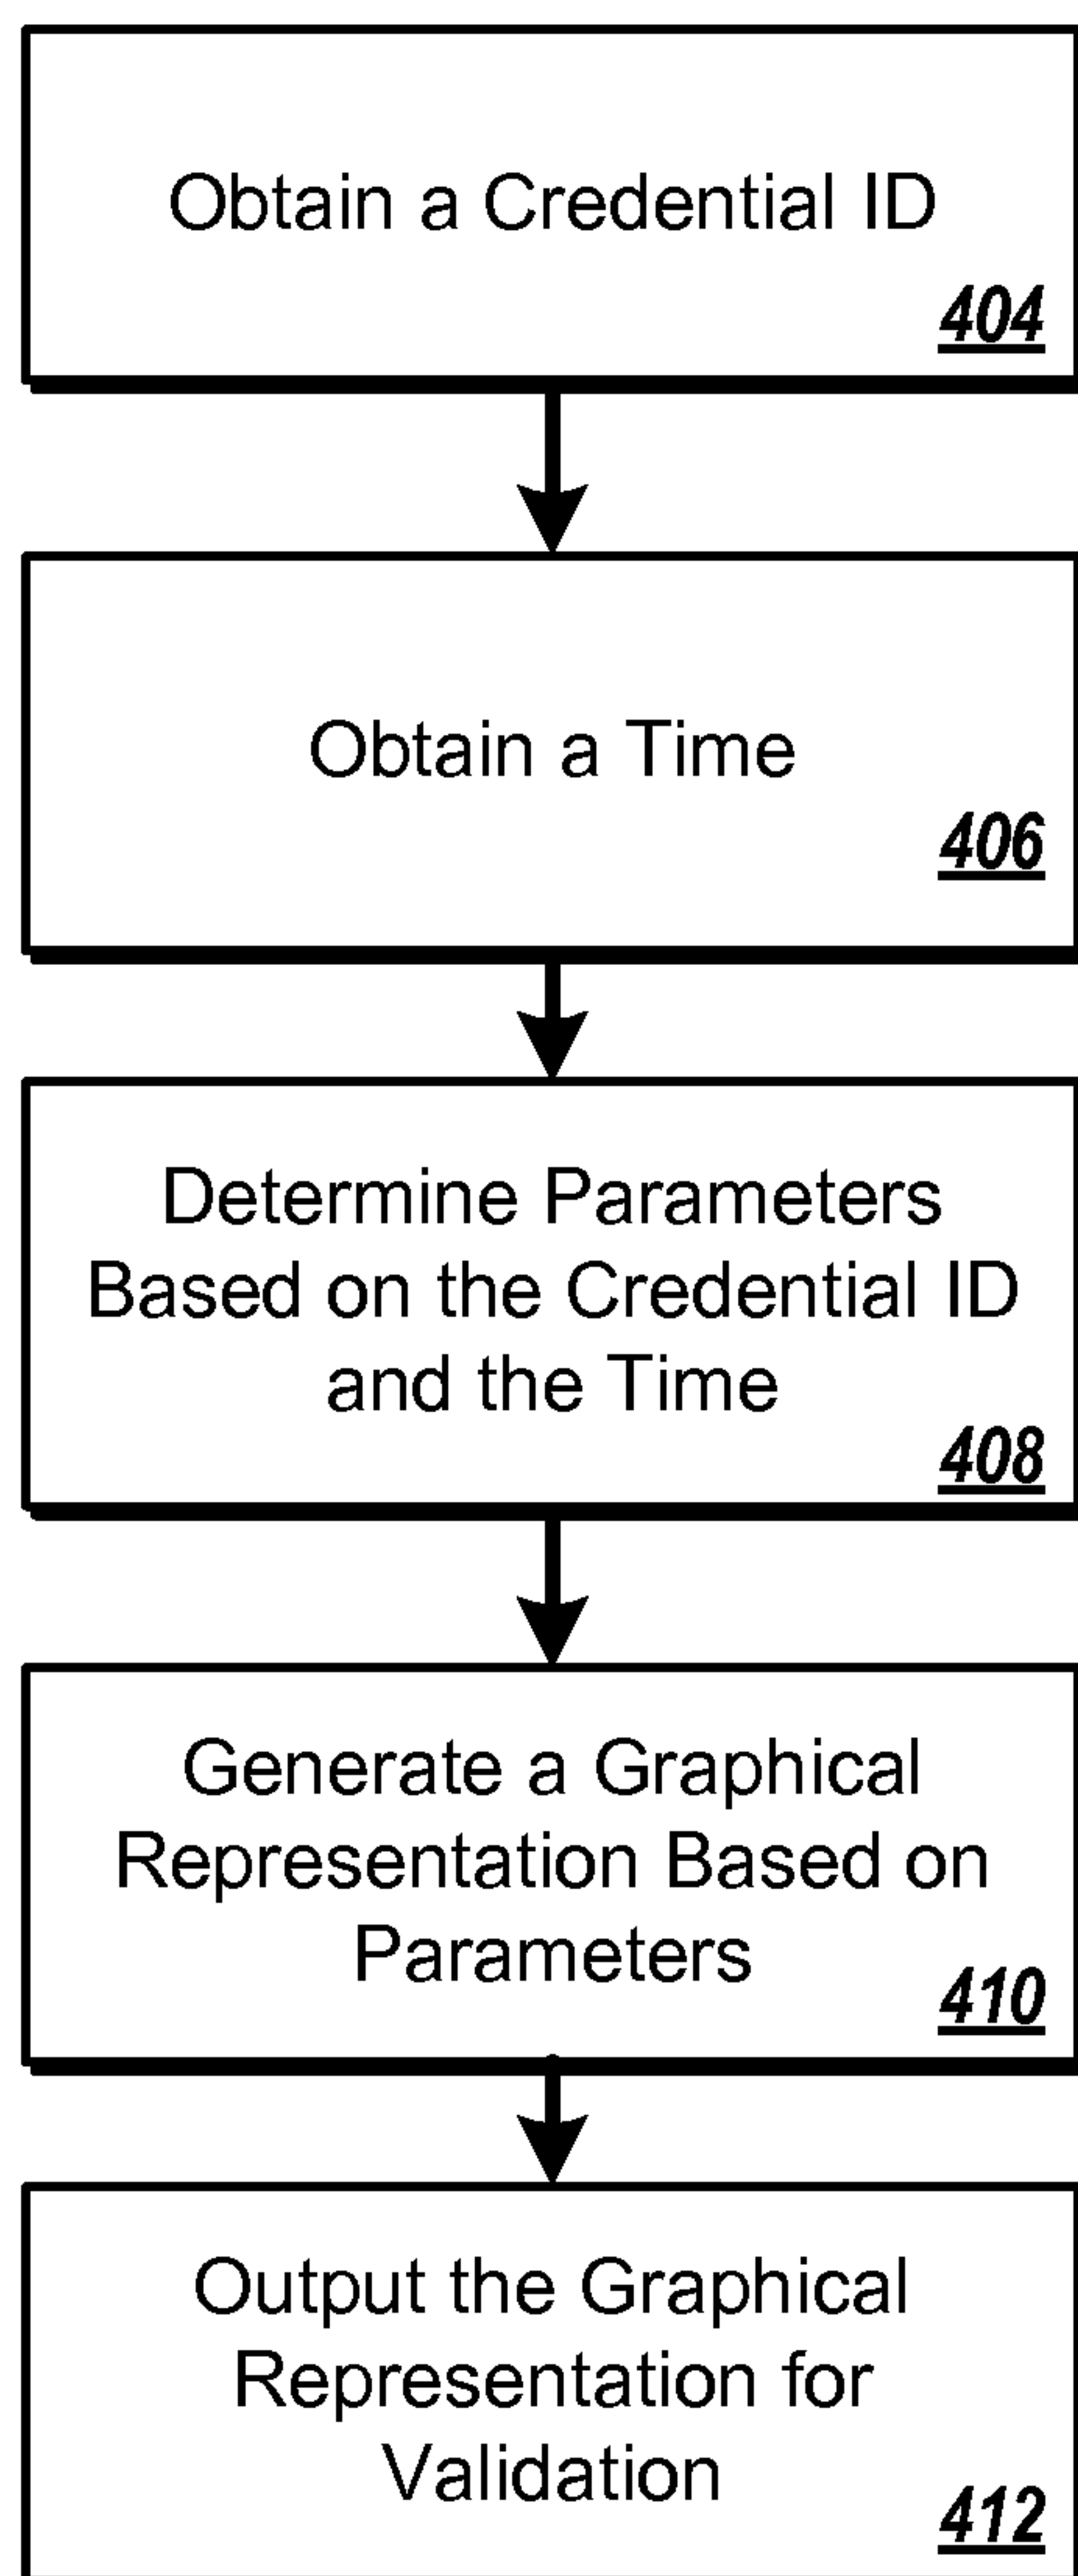 Obtain a Credential ID
404
Obtain a Time
406
Determine Parameters
Based on the Credential ID
and the Time
408
Generate a Graphical
Representation Based on
Parameters
410
Output the Graphical
Representation for
Validation
412